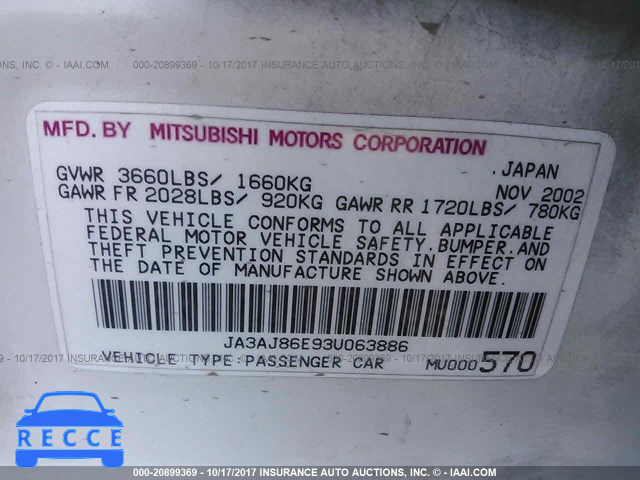 INC. - IAAI.COM 000-20899369 - 10/17/2017 INSURANCE AUTO AUCTIONS, INC. - IAAI.COM
MFD. BY MITSUBISHI MOTORS CORPORATION
.JAPAN
GVWR 3660LBS/ 1660KG NOV 2002
GAWR FR 2028LBS/ 920KG GAWR RR 1720LBS/ 780KG
THIS VEHICLE CONFORMS TO ALL APPLICABLE
FEDERAL MOTOR VEHICLE SAFETY.BUMPER.AND
THEFT PREVENTION STANDARDS IN EFFECT ON
THE DATE OF MANUFACTURE SHOWN ABOVE.
JA3AJ86E93U063886
VEHICLE TYPE:PASSENGER CAR MU000570
RECCE
000-20899369 - 10/17/2017 INSURANCE AUTO AUCTIONS, INC. - IAAI.COM